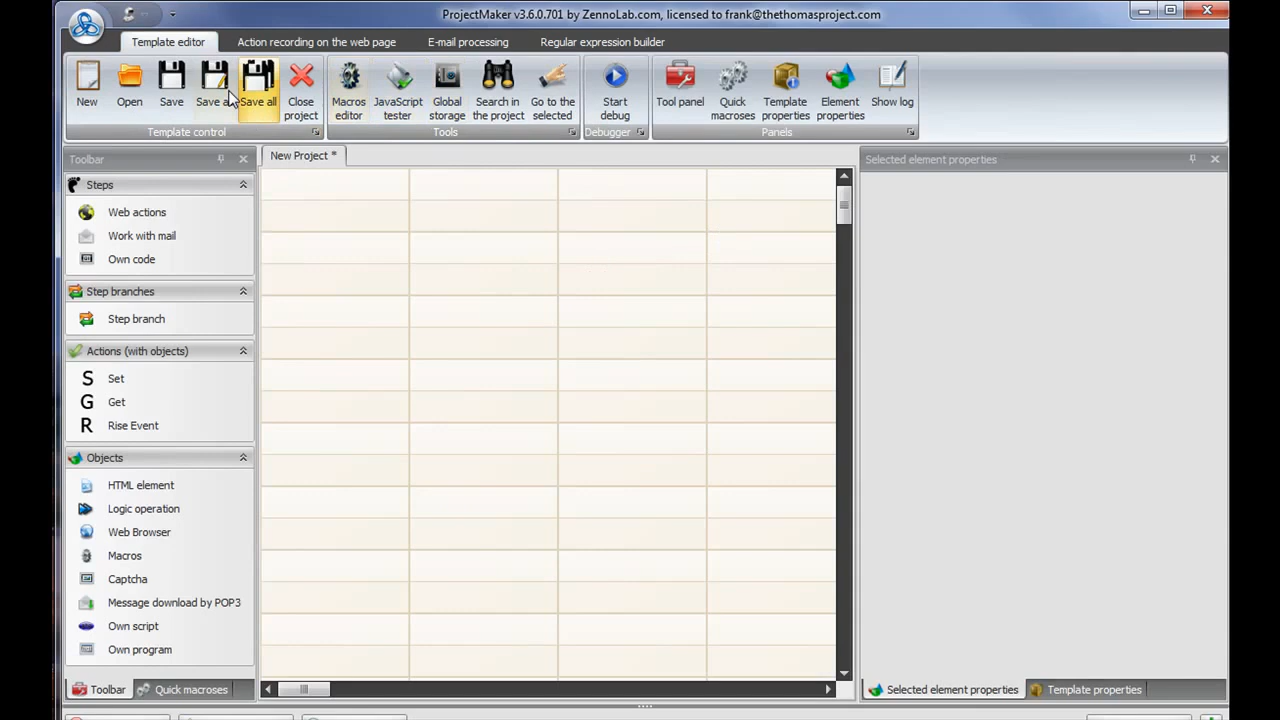 ProjectMaker v3.6.0.701 by ZennoLab.com, licensed to frank@thethomasproject.com
Template editor
Action recording on the web page
E-mail processing
Regular expression builder
New
Open
Save
Save a
Save all
Close project
Macros editor
JavaScript tester
Global storage
Search in the project
Go to the selected
Start debug
Tool panel
Quick macroses
Template properties
Element properties
Show log
Template control
Tools
Debugger
Panels
Toolbar
New Project *
Selected element properties
Steps
Web actions
Work with mail
Own code
Step branches
Step branch
Actions (with objects)
S Set
G Get
R Rise Event
Objects
HTML element
Logic operation
Web Browser
Macros
Captcha
Message download by POP3
Own script
Own program
Toolbar
Quick macroses
Selected element properties
Template properties